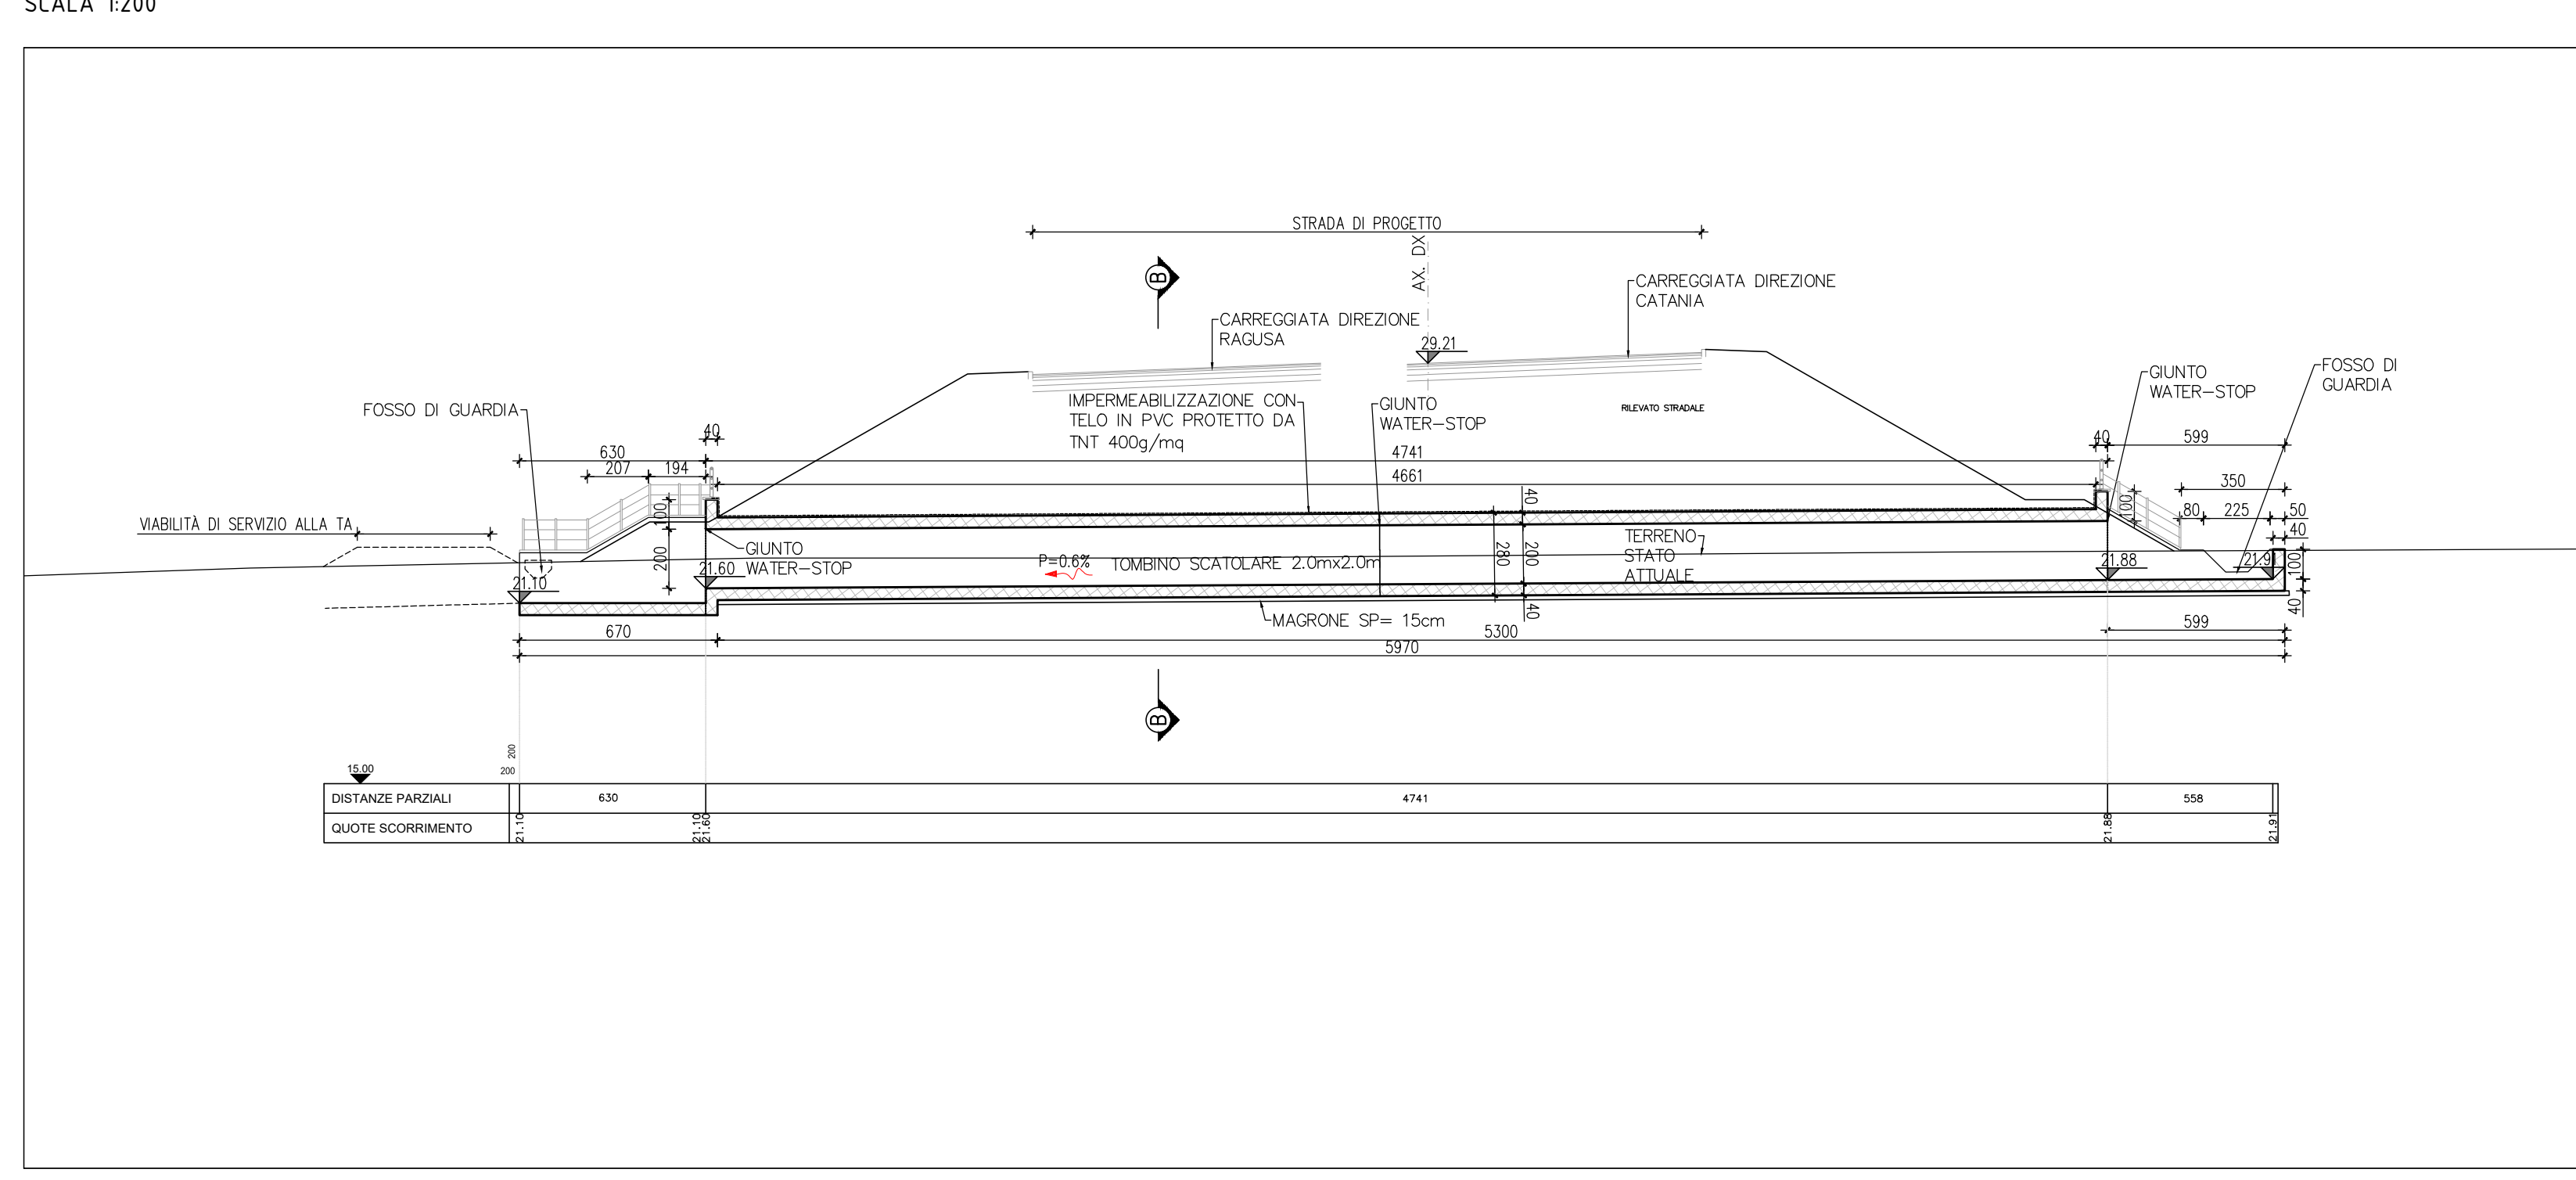 SCALA 1:200
STRADA DI PROGETTO
AX. DX
B
CARREGGIATA DIREZIONE
CATANIA
CARREGGIATA DIREZIONE
RAGUSA
29.21
FOSSO DI
GUARDIA
GIUNTO
WATER-STOP
IMPERMEABILIZZAZIONE CON
TELO IN PVC PROTETTO DA
TNT 400g/mq
GIUNTO
WATER-STOP
RILEVATO STRADALE
FOSSO DI GUARDIA
40
40
599
630
4741
207
194
4661
350
40
100
100
80
225
50
VIABILITÀ DI SERVIZIO ALLA TA
40
GIUNTO
WATER-STOP
200
280
200
TERRENO
STATO
ATTUALE
P=0.6%
TOMBINO SCATOLARE 2.0mx2.0m
21.10
21.60
21.88
21.91
100
MAGRONE SP= 15cm
40
40
670
5300
599
5970
B
200
200
15.00
DISTANZE PARZIALI
630
4741
558
QUOTE SCORRIMENTO
21.10
21.10
21.60
21.88
21.91